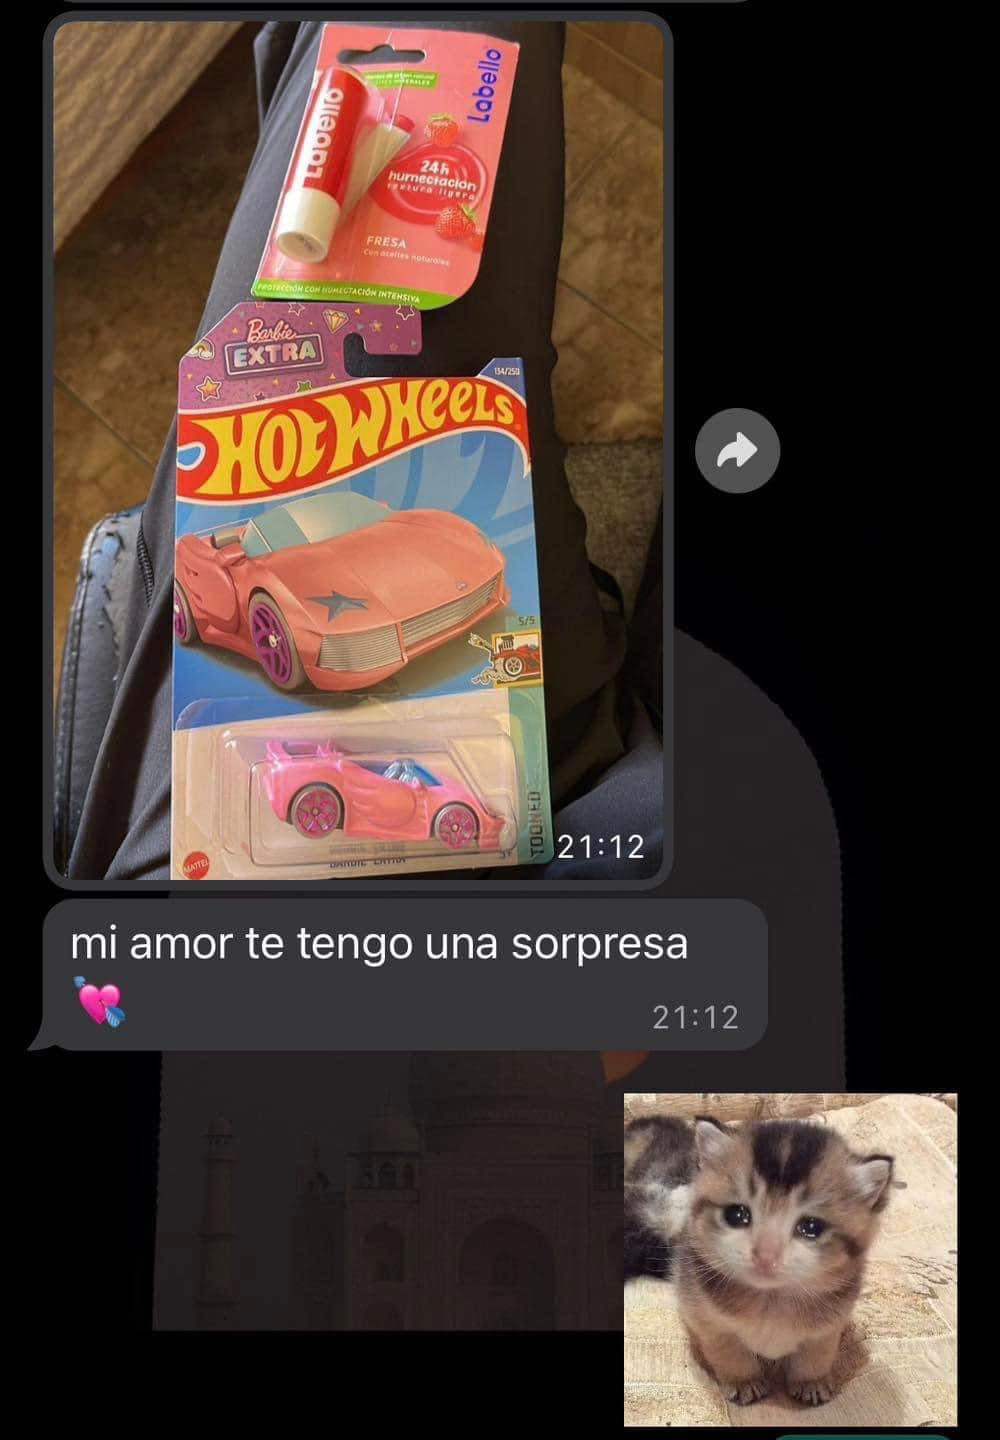 Labello
Labello
24h
humectación
textura ligera
FRESA
Con aceites naturales
PROTECCIÓN CON HUMECTACIÓN INTENSIVA
Barbie
EXTRA
134/250
HOT WHEELS
5/5
TOONED
MATTEL
21:12
mi amor te tengo una sorpresa
💘
21:12